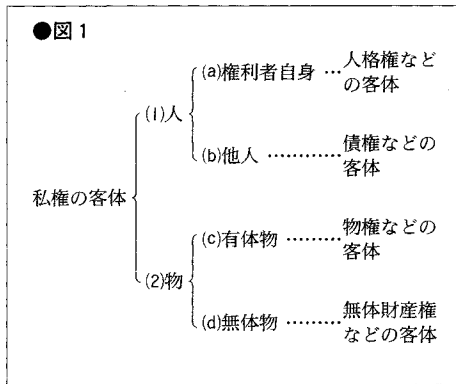 ●図1
(a)権利者自身 …人格権など
の客体
(1)人
(b)他人 …………債権などの
客体
私権の客体
(c)有体物 ………物権などの
客体
(2)物
(d)無体物 ………無体財産権
などの客体